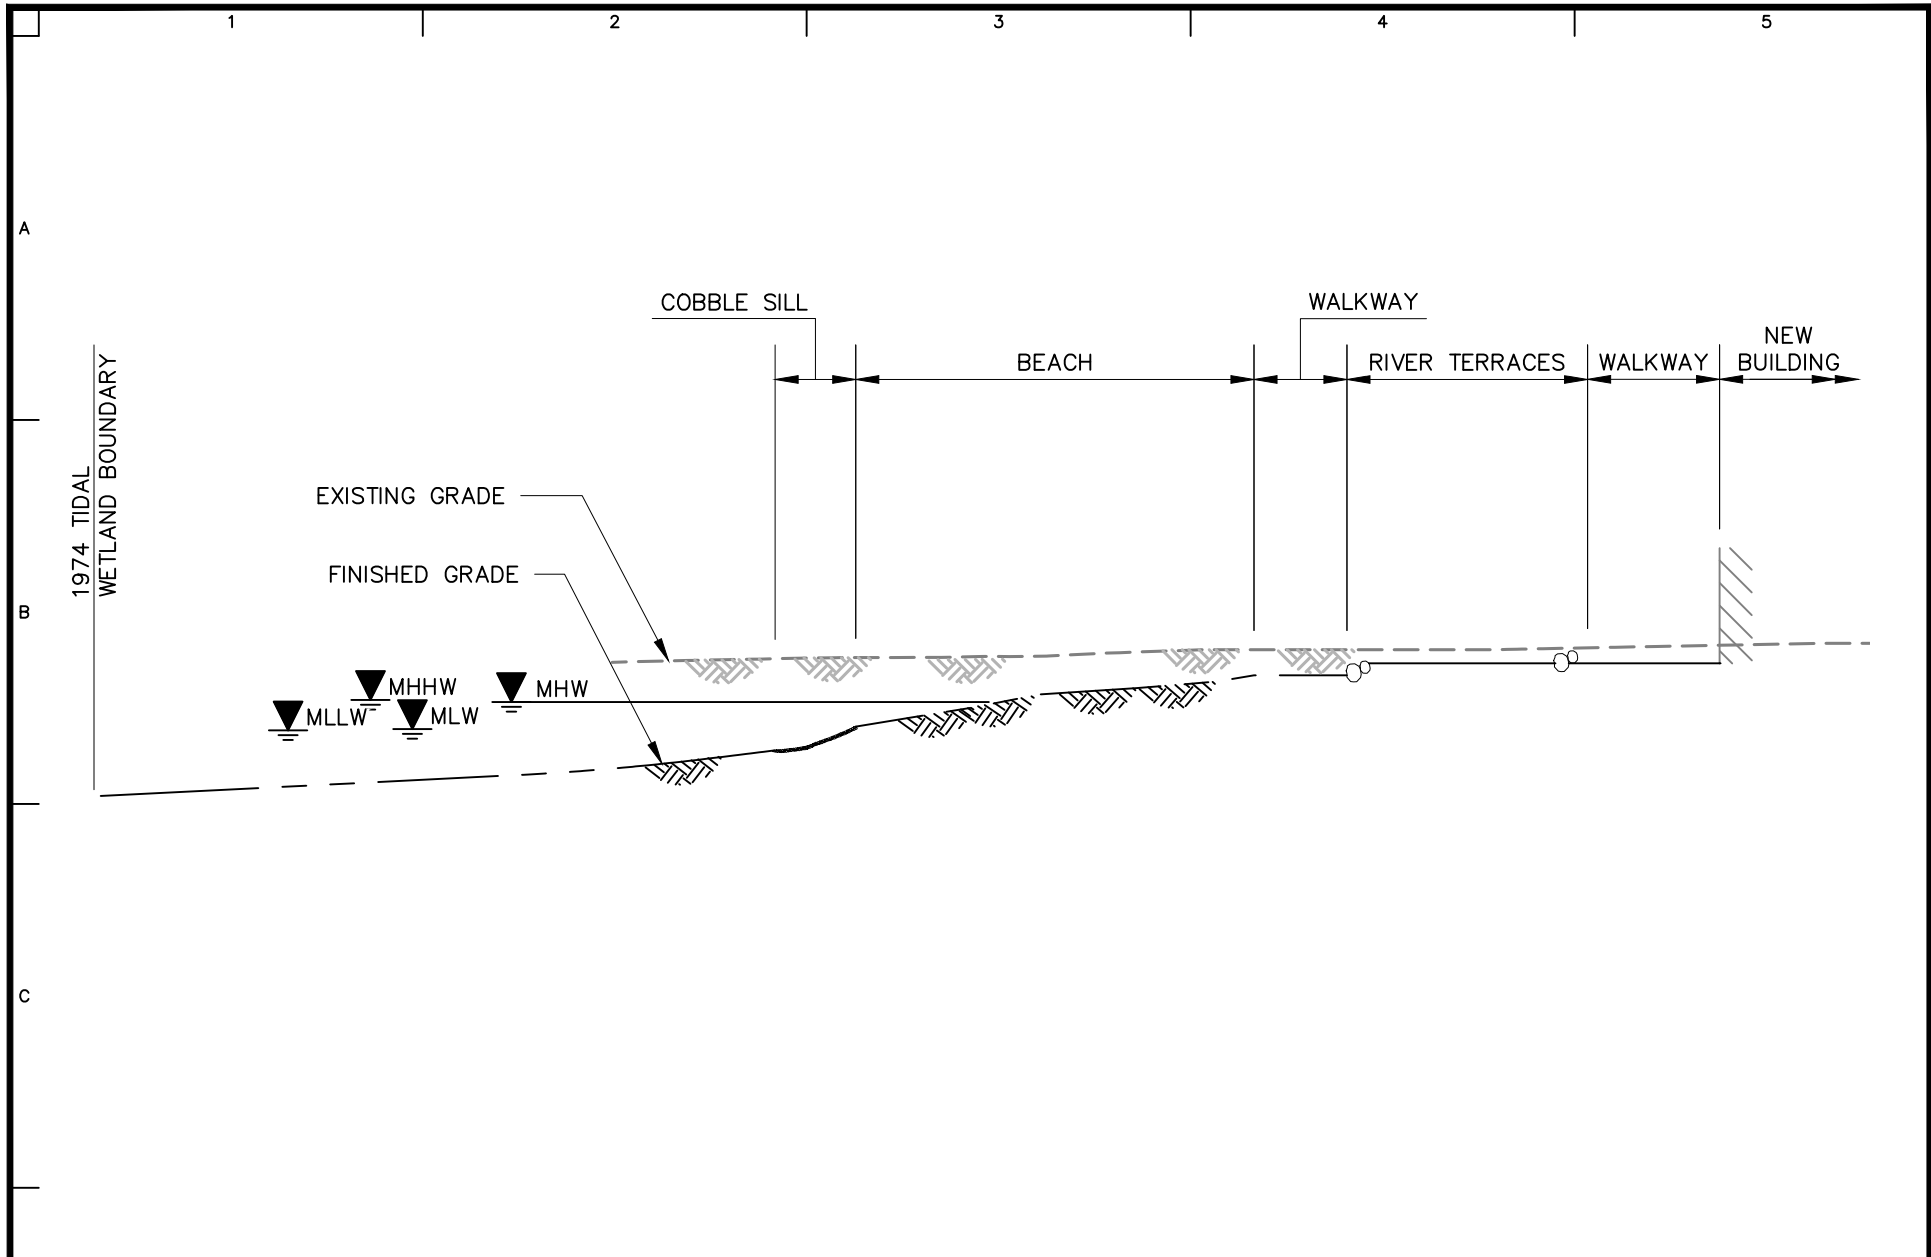 1 2 3 4 5
A
B
C
COBBLE SILL
WALKWAY
BEACH
RIVER TERRACES
WALKWAY
NEW
BUILDING
1974 TIDAL
WETLAND BOUNDARY
EXISTING GRADE
FINISHED GRADE
MHHW
MHW
MLLW
MLW